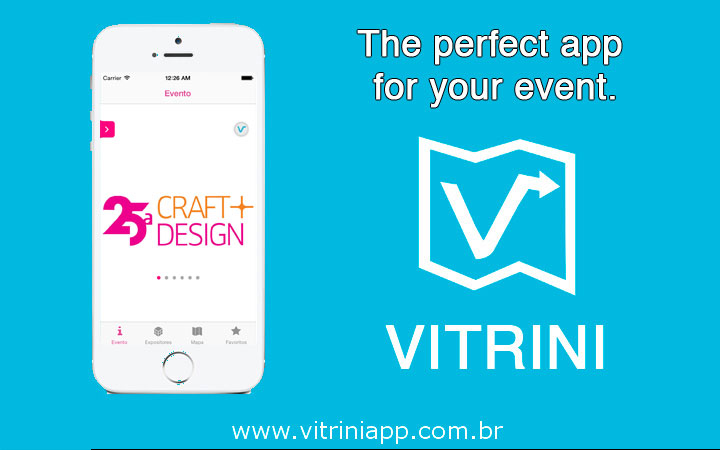 The perfect app
for your event.
Carrier 12:26 AM
Evento
25a CRAFT+
DESIGN
Evento Expositores Mapa Favoritos
V
VITRINI
www.vitriniapp.com.br